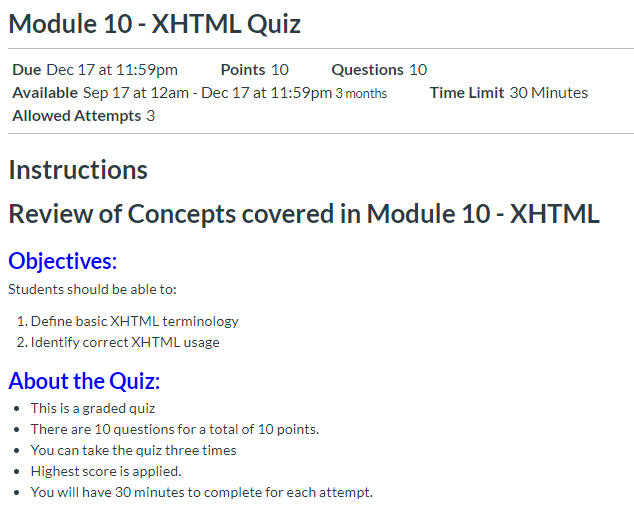 Module 10 - XHTML Quiz
Due Dec 17 at 11:59pm Points 10 Questions 10
Available Sep 17 at 12am - Dec 17 at 11:59pm 3 months Time Limit 30 Minutes
Allowed Attempts 3
Instructions
Review of Concepts covered in Module 10 - XHTML
Objectives:
Students should be able to:
1. Define basic XHTML terminology
2. Identify correct XHTML usage
About the Quiz:
• This is a graded quiz
• There are 10 questions for a total of 10 points.
• You can take the quiz three times
• Highest score is applied.
• You will have 30 minutes to complete for each attempt.